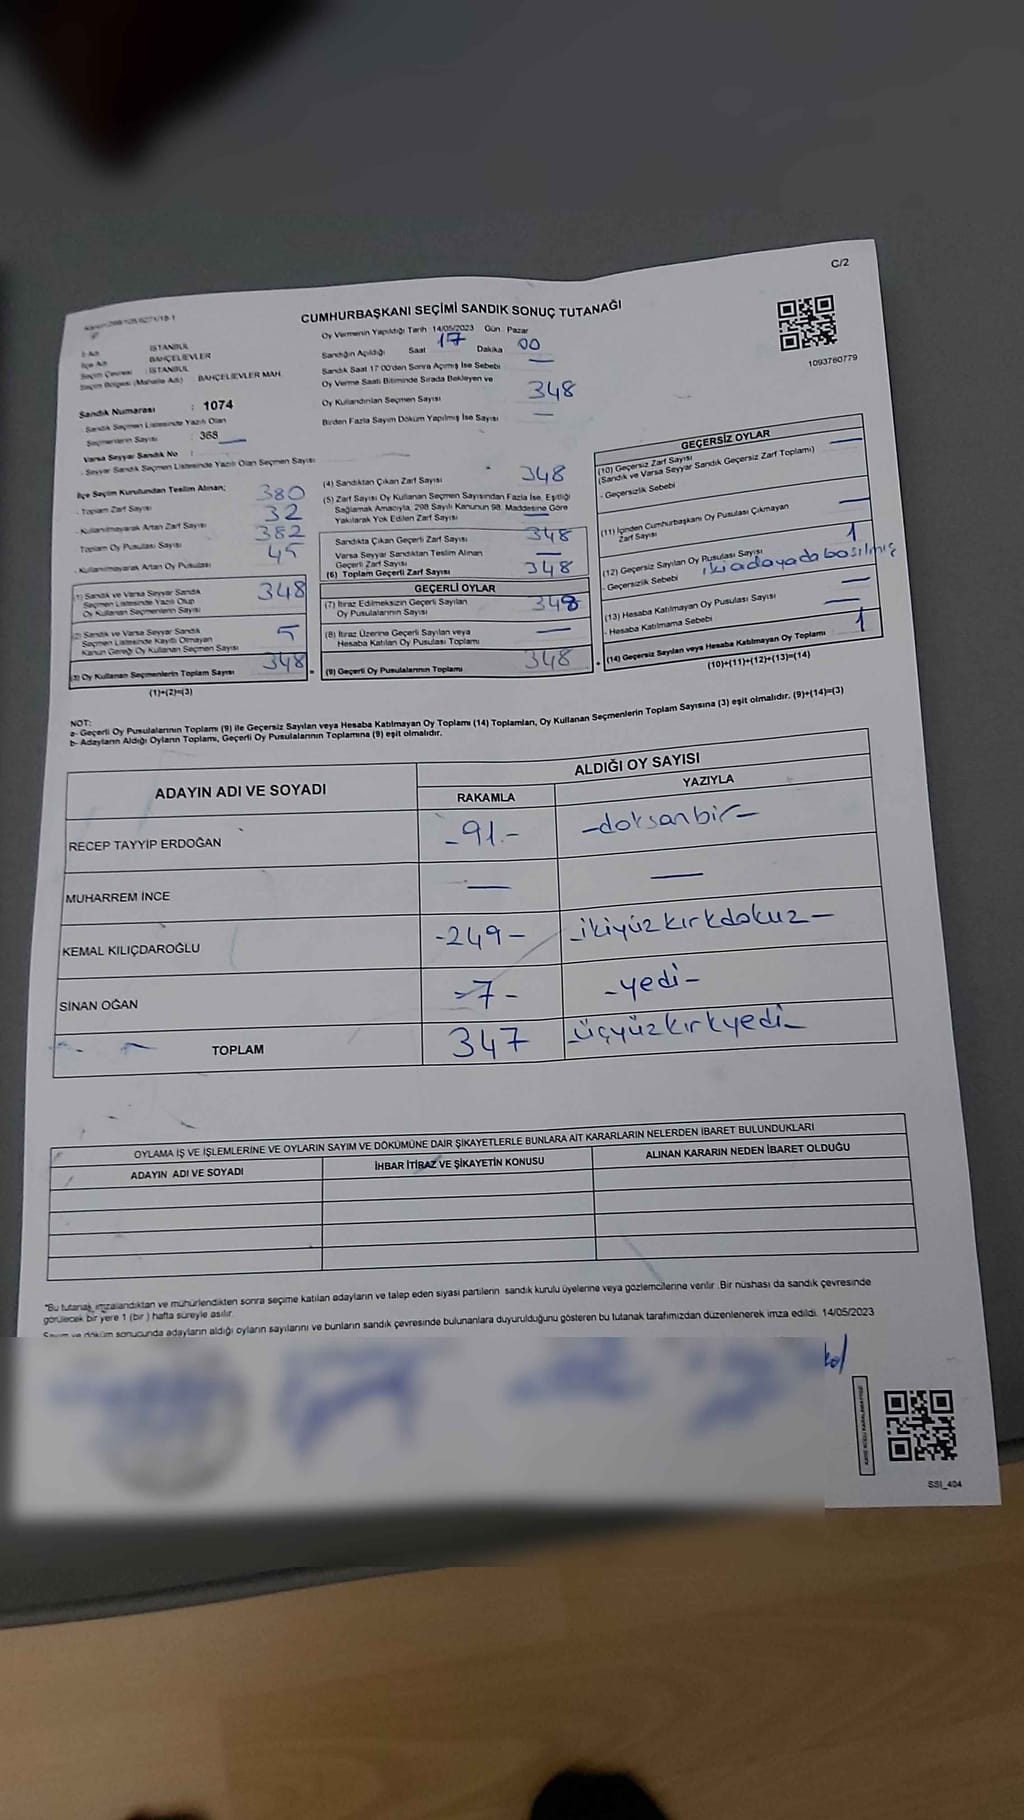 C/2
CUMHURBAŞKANI SEÇİMİ SANDIK SONUÇ TUTANAĞI
1093760779
İl Adı : İSTANBUL
İlçe Adı : BAHÇELİEVLER
Seçim Çevresi : İSTANBUL
Seçim Bölgesi (Mahalle Adı) : BAHÇELİEVLER MAH.
Sandık Numarası : 1074
Sandık Seçmen Listesinde Yazılı Olan
Seçmenlerin Sayısı : 368
Varsa Seyyar Sandık No :
- Seyyar Sandık Seçmen Listesinde Yazılı Olan Seçmen Sayısı
Oy Vermenin Yapıldığı Tarih 14/05/2023 Gün Pazar
Sandığın Açıldığı Saat 17 Dakika 00
Sandık Saat 17:00'den Sonra Açılmış İse Sebebi —
Oy Verme Saati Bitiminde Sırada Bekleyen ve
Oy Kullandırılan Seçmen Sayısı 348
Birden Fazla Sayım Döküm Yapılmış İse Sayısı —
İlçe Seçim Kurulundan Teslim Alınan;
- Toplam Zarf Sayısı 380
- Kullanılmayarak Artan Zarf Sayısı 32
Toplam Oy Pusulası Sayısı 382
- Kullanılmayarak Artan Oy Pusulası 45
(1) Sandık ve Varsa Seyyar Sandık
Seçmen Listesinde Yazılı Olup
Oy Kullanan Seçmenlerin Sayısı 348
(2) Sandık ve Varsa Seyyar Sandık
Seçmen Listesinde Kayıtlı Olmayan
Kanun Gereği Oy Kullanan Seçmen Sayısı 5
(3) Oy Kullanan Seçmenlerin Toplam Sayısı 348
(1)+(2)=(3)
(4) Sandıktan Çıkan Zarf Sayısı 348
(5) Zarf Sayısı Oy Kullanan Seçmen Sayısından Fazla İse, Eşitliği
Sağlamak Amacıyla, 298 Sayılı Kanunun 98. Maddesine Göre
Yakılarak Yok Edilen Zarf Sayısı —
Sandıkta Çıkan Geçerli Zarf Sayısı 348
Varsa Seyyar Sandıktan Teslim Alınan
Geçerli Zarf Sayısı —
(6) Toplam Geçerli Zarf Sayısı 348
GEÇERLİ OYLAR
(7) İtiraz Edilmeksizin Geçerli Sayılan
Oy Pusulalarının Sayısı 348
(8) İtiraz Üzerine Geçerli Sayılan veya
Hesaba Katılan Oy Pusulası Toplamı —
(9) Geçerli Oy Pusulalarının Toplamı 348
GEÇERSİZ OYLAR
(10) Geçersiz Zarf Sayısı —
(Sandık ve Varsa Seyyar Sandık Geçersiz Zarf Toplamı)
- Geçersizlik Sebebi
(11) İçinden Cumhurbaşkanı Oy Pusulası Çıkmayan
Zarf Sayısı —
(12) Geçersiz Sayılan Oy Pusulası Sayısı 1
- Geçersizlik Sebebi iki adaya da basılmış
(13) Hesaba Katılmayan Oy Pusulası Sayısı —
- Hesaba Katılmama Sebebi —
(14) Geçersiz Sayılan veya Hesaba Katılmayan Oy Toplamı 1
(10)+(11)+(12)+(13)=(14)
NOT:
a- Geçerli Oy Pusulalarının Toplamı (9) ile Geçersiz Sayılan veya Hesaba Katılmayan Oy Toplamı (14) Toplamları, Oy Kullanan Seçmenlerin Toplam Sayısına (3) eşit olmalıdır. (9)+(14)=(3)
b- Adayların Aldığı Oyların Toplamı, Geçerli Oy Pusulalarının Toplamına (9) eşit olmalıdır.
ADAYIN ADI VE SOYADI
ALDIĞI OY SAYISI
RAKAMLA YAZIYLA
RECEP TAYYİP ERDOĞAN -91.- -doksanbir-
MUHARREM İNCE — —
KEMAL KILIÇDAROĞLU -249- -ikiyüzkırkdokuz-
SİNAN OĞAN -7- -yedi-
TOPLAM 347 -üçyüzkırkyedi-
OYLAMA İŞ VE İŞLEMLERİNE VE OYLARIN SAYIM VE DÖKÜMÜNE DAİR ŞİKAYETLERLE BUNLARA AİT KARARLARIN NELERDEN İBARET BULUNDUKLARI
ADAYIN ADI VE SOYADI İHBAR İTİRAZ VE ŞİKAYETİN KONUSU ALINAN KARARIN NEDEN İBARET OLDUĞU
*Bu tutanak, imzalandıktan ve mühürlendikten sonra seçime katılan adayların ve talep eden siyasi partilerin sandık kurulu üyelerine veya gözlemcilerine verilir. Bir nüshası da sandık çevresinde
görülecek bir yere 1 (bir) hafta süreyle asılır.
Sayım ve döküm sonucunda adayların aldığı oyların sayılarını ve bunların sandık çevresinde bulunanlara duyurulduğunu gösteren bu tutanak tarafımızdan düzenlenerek imza edildi. 14/05/2023
SSI_404